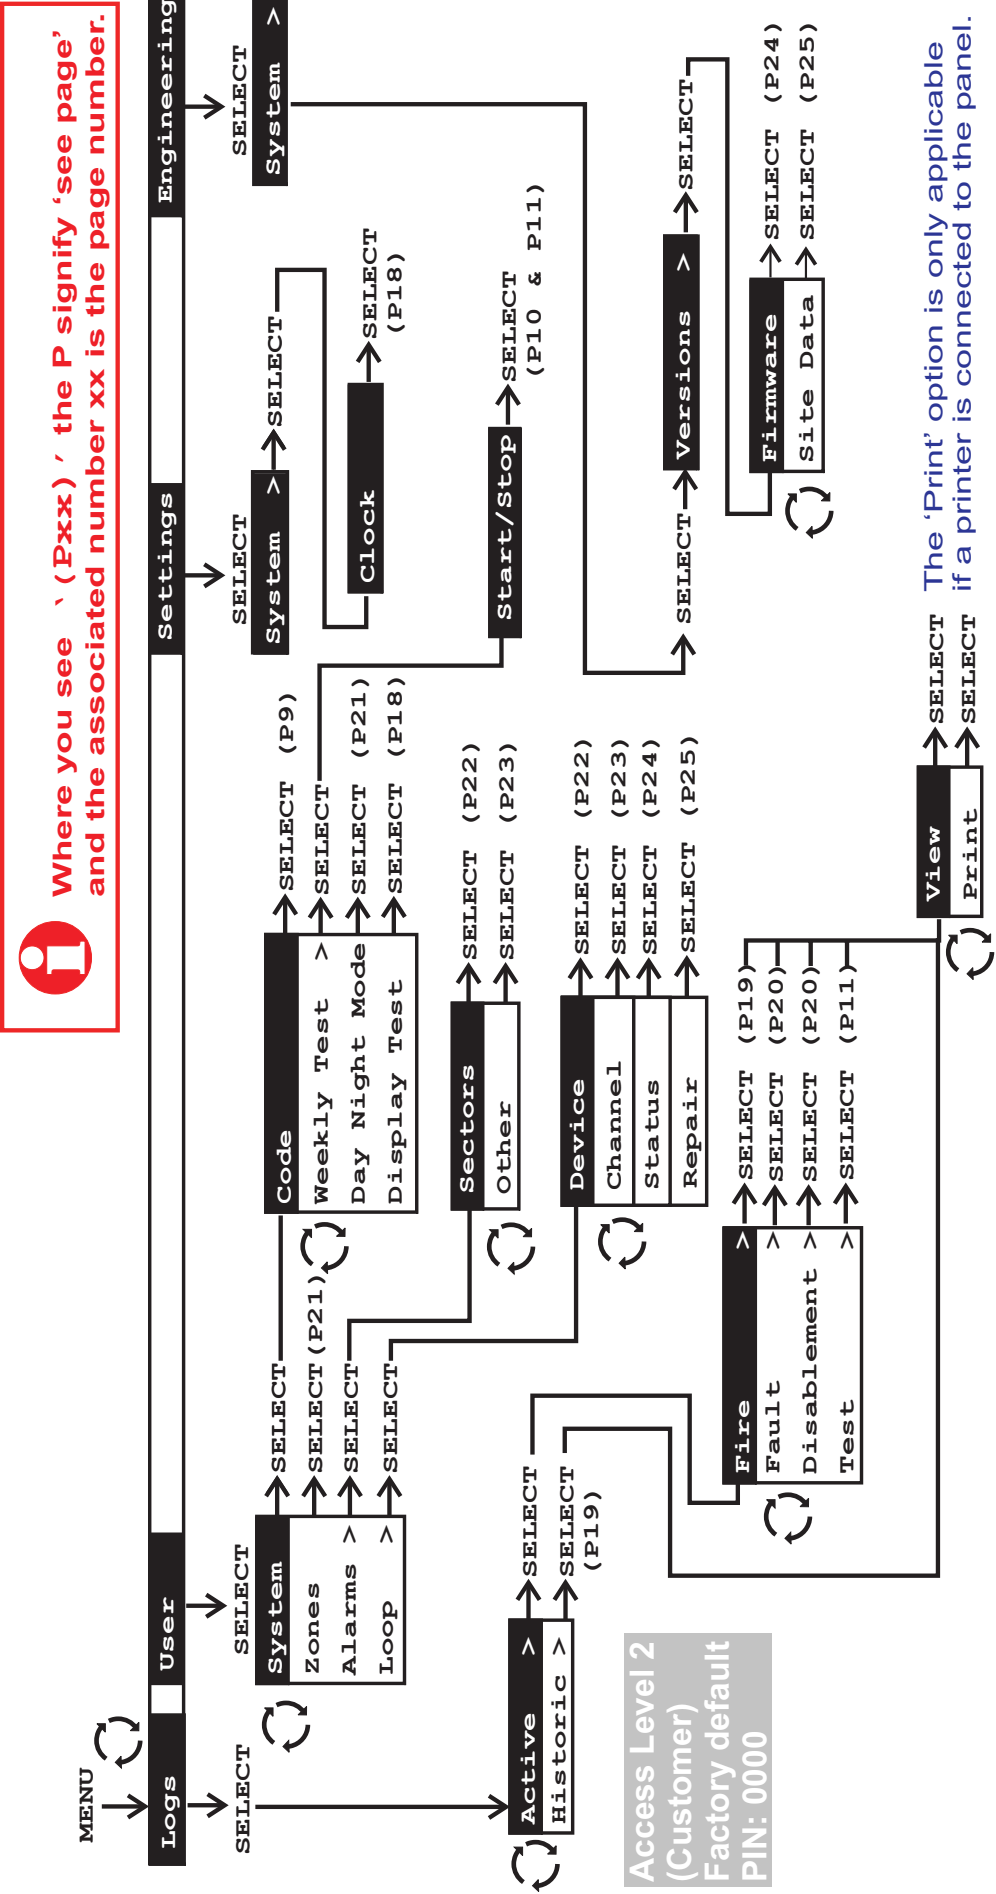 Where you see ‵(Pxx)′ the P signify ‘see page’
and the associated number xx is the page number.
MENU
Logs
User
Settings
Engineering
SELECT
SELECT
SELECT
SELECT
System
Zones
Alarms >
Loop >
SELECT
SELECT (P21)
SELECT
SELECT
Code
Weekly Test >
Day Night Mode
Display Test
SELECT (P9)
SELECT
SELECT (P21)
SELECT (P18)
Start/Stop
SELECT
(P10 & P11)
System >
SELECT
Clock
SELECT
(P18)
System >
SELECT
Versions >
SELECT
Firmware
Site Data
SELECT (P24)
SELECT (P25)
Sectors
Other
SELECT (P22)
SELECT (P23)
Device
Channel
Status
Repair
SELECT (P22)
SELECT (P23)
SELECT (P24)
SELECT (P25)
Active >
Historic >
SELECT
SELECT
(P19)
Fire >
Fault >
Disablement >
Test >
SELECT (P19)
SELECT (P20)
SELECT (P20)
SELECT (P11)
View
Print
SELECT
SELECT
The ‘Print’ option is only applicable
if a printer is connected to the panel.
Access Level 2
(Customer)
Factory default
PIN: 0000